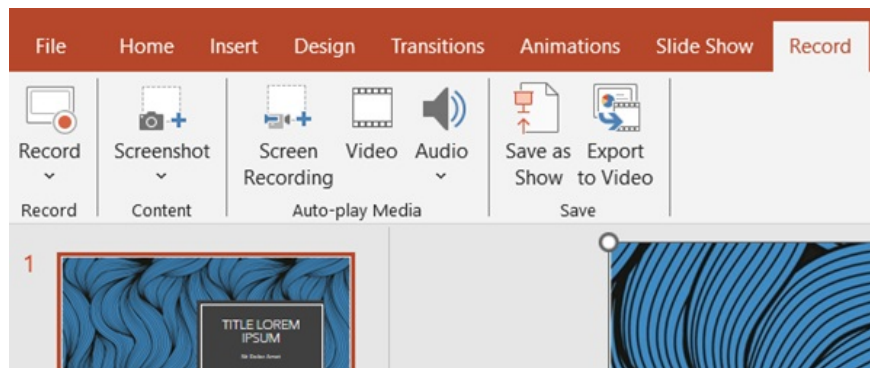 File Home Insert Design Transitions Animations Slide Show Record
Record Screenshot Screen Recording Video Audio Save as Show Export to Video
Record Content Auto-play Media Save
1
TITLE LOREM
IPSUM